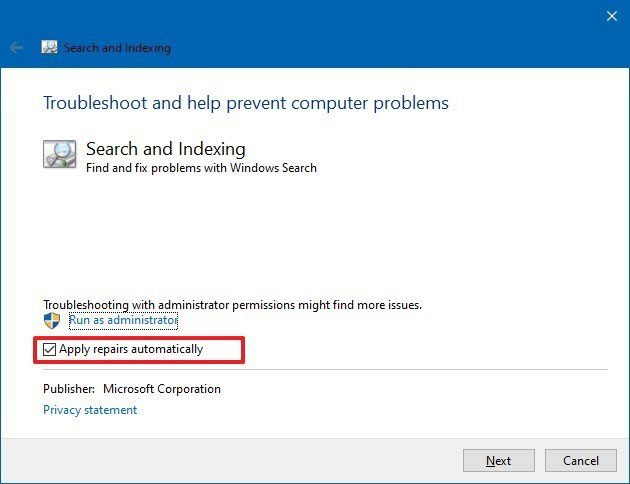 Search and Indexing
Troubleshoot and help prevent computer problems
Search and Indexing
Find and fix problems with Windows Search
Troubleshooting with administrator permissions might find more issues.
Run as administrator
Apply repairs automatically
Publisher: Microsoft Corporation
Privacy statement
Next
Cancel